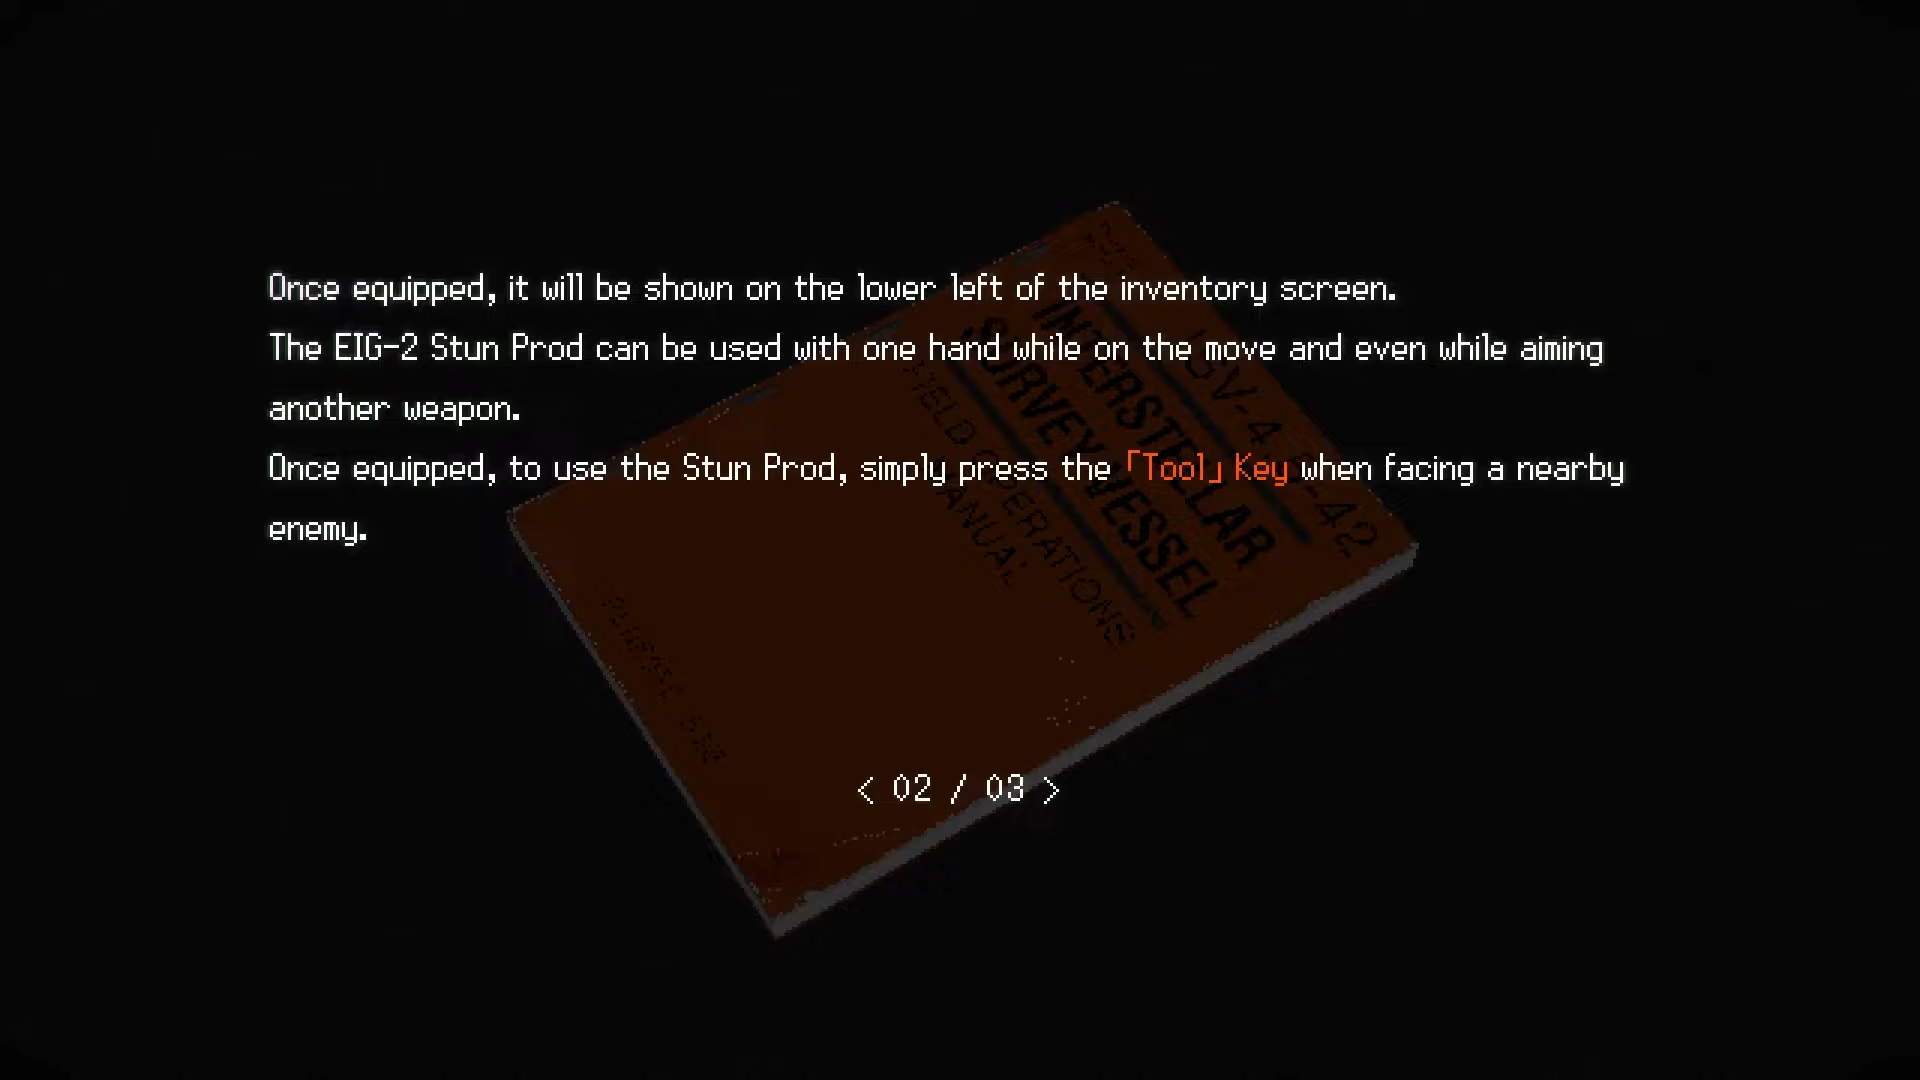 Once equipped, it will be shown on the lower left of the inventory screen.
The EIG-2 Stun Prod can be used with one hand while on the move and even while aiming
another weapon.
Once equipped, to use the Stun Prod, simply press the 「Tool」 Key when facing a nearby
enemy.
INTERSTELLAR
SURVEY VESSEL
FIELD OPERATIONS
MANUAL
< 02 / 03 >